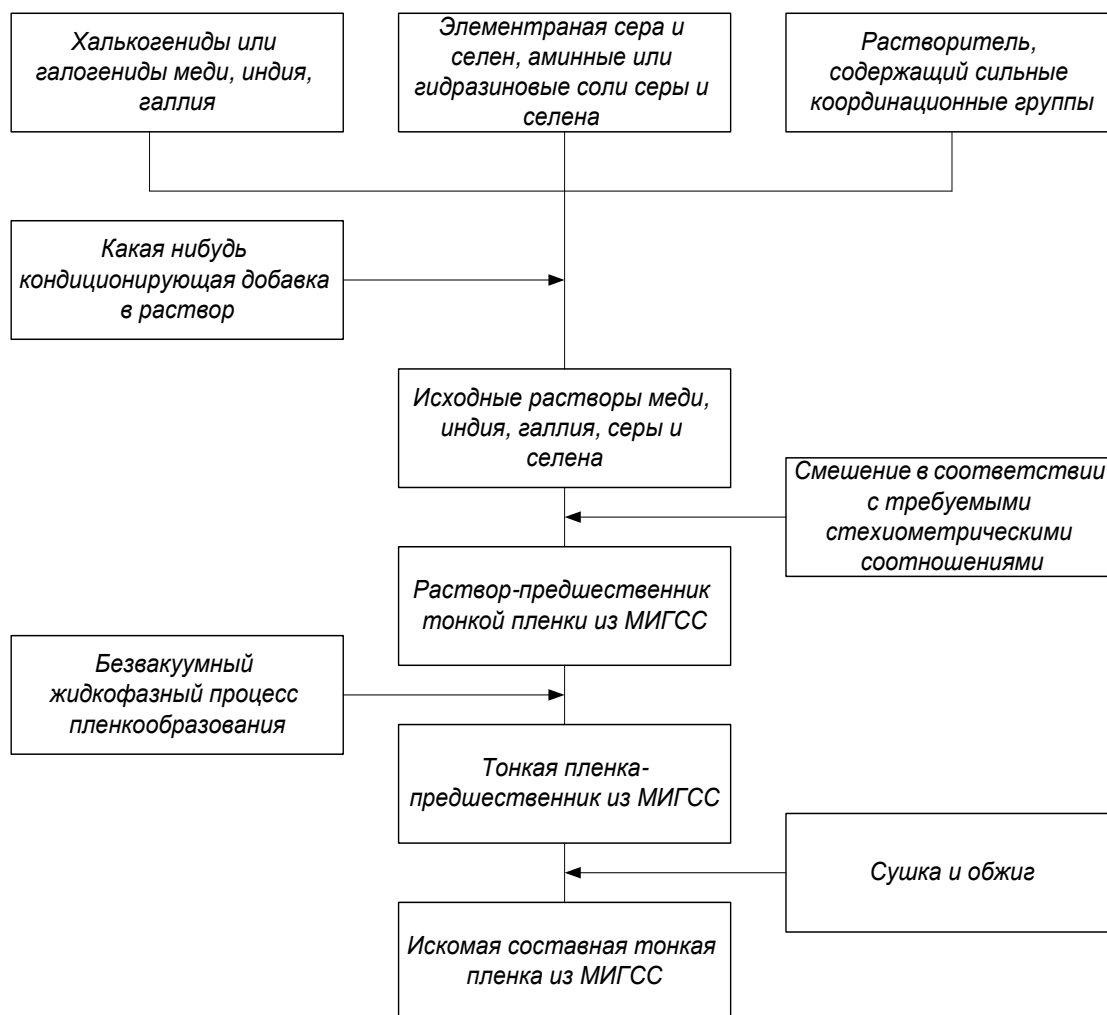 Халькогениды или
галогениды меди, индия,
галлия
Элементраная сера и
селен, аминные или
гидразиновые соли серы и
селена
Растворитель,
содержащий сильные
координационные группы
Какая нибудь
кондиционирующая добавка
в раствор
Исходные растворы меди,
индия, галлия, серы и
селена
Смешение в соответствии
с требуемыми
стехиометрическими
соотношениями
Раствор-предшественник
тонкой пленки из МИГСС
Безвакуумный
жидкофазный процесс
пленкообразования
Тонкая пленка-
предшественник из МИГСС
Сушка и обжиг
Искомая составная тонкая
пленка из МИГСС